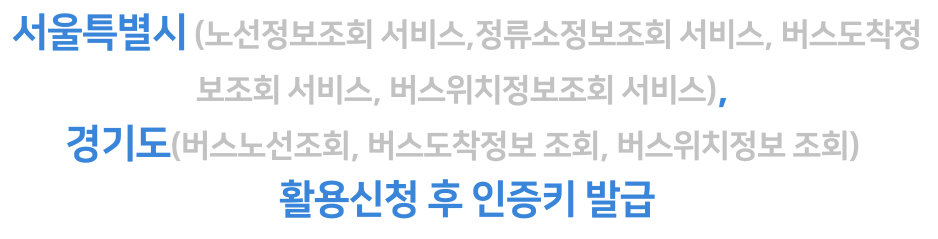 서울특별시 (노선정보조회 서비스,정류소정보조회 서비스, 버스도착정
보조회 서비스, 버스위치정보조회 서비스),
경기도(버스노선조회, 버스도착정보 조회, 버스위치정보 조회)
활용신청 후 인증키 발급